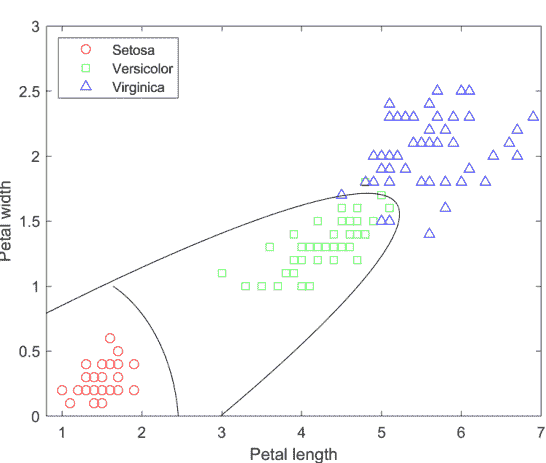 3
2.5
2
1.5
1
0.5
0
Setosa
Versicolor
Virginica
Petal width
1 2 3 4 5 6 7
Petal length